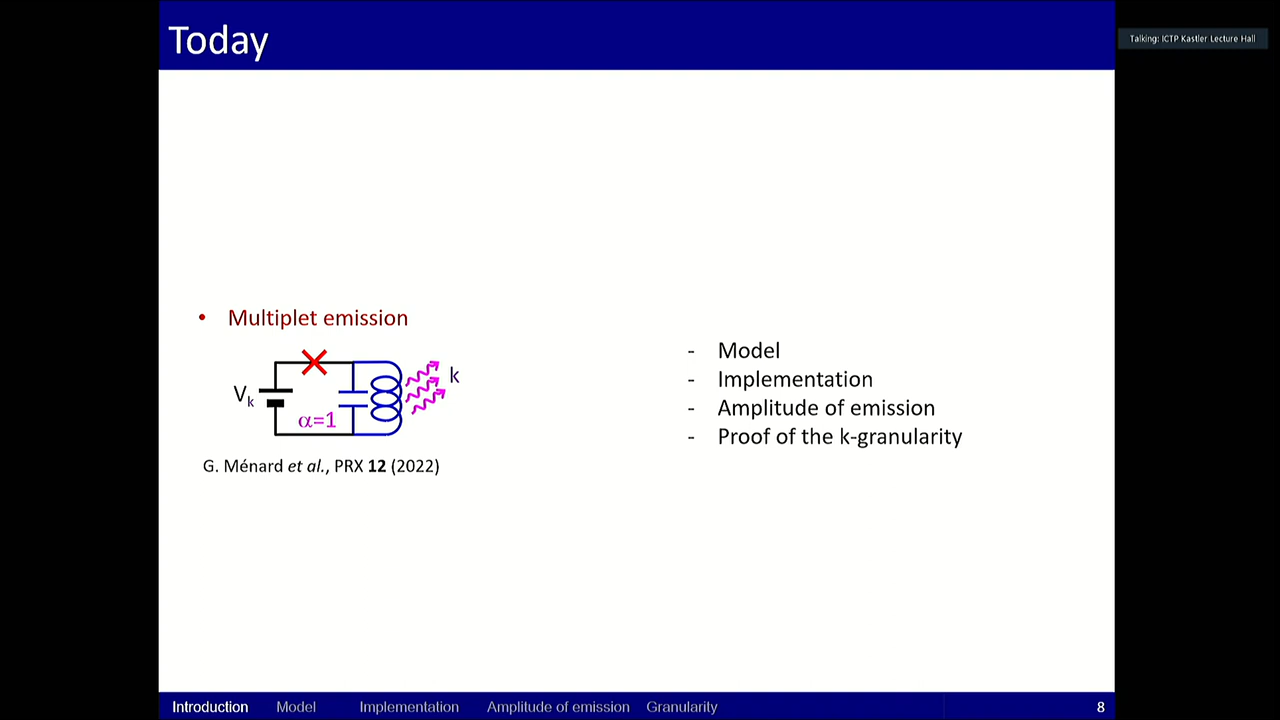 Today
Talking: ICTP Kastler Lecture Hall
• Multiplet emission
Vk
α=1
k
G. Ménard et al., PRX 12 (2022)
- Model
- Implementation
- Amplitude of emission
- Proof of the k-granularity
Introduction Model Implementation Amplitude of emission Granularity 8